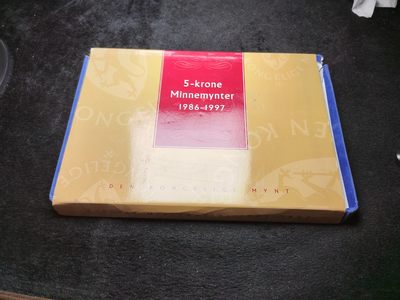 5-krone
Minnemynter
1986-1997
DEN KONGELIGE MYNT